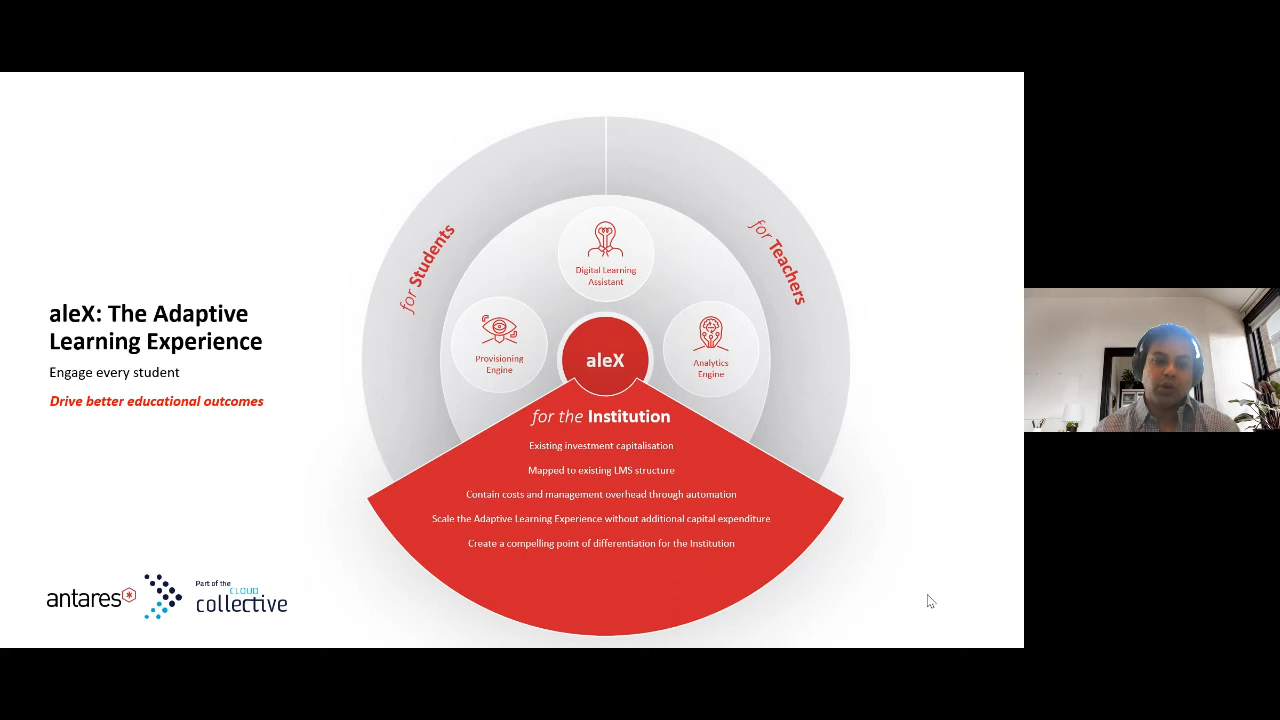 aleX: The Adaptive
Learning Experience
Engage every student
Drive better educational outcomes
for Students
for Teachers
Digital Learning
Assistant
Provisioning
Engine
Analytics
Engine
aleX
for the Institution
Existing investment capitalisation
Mapped to existing LMS structure
Contain costs and management overhead through automation
Scale the Adaptive Learning Experience without additional capital expenditure
Create a compelling point of differentiation for the Institution
antares
Part of the
CLOUD
collective